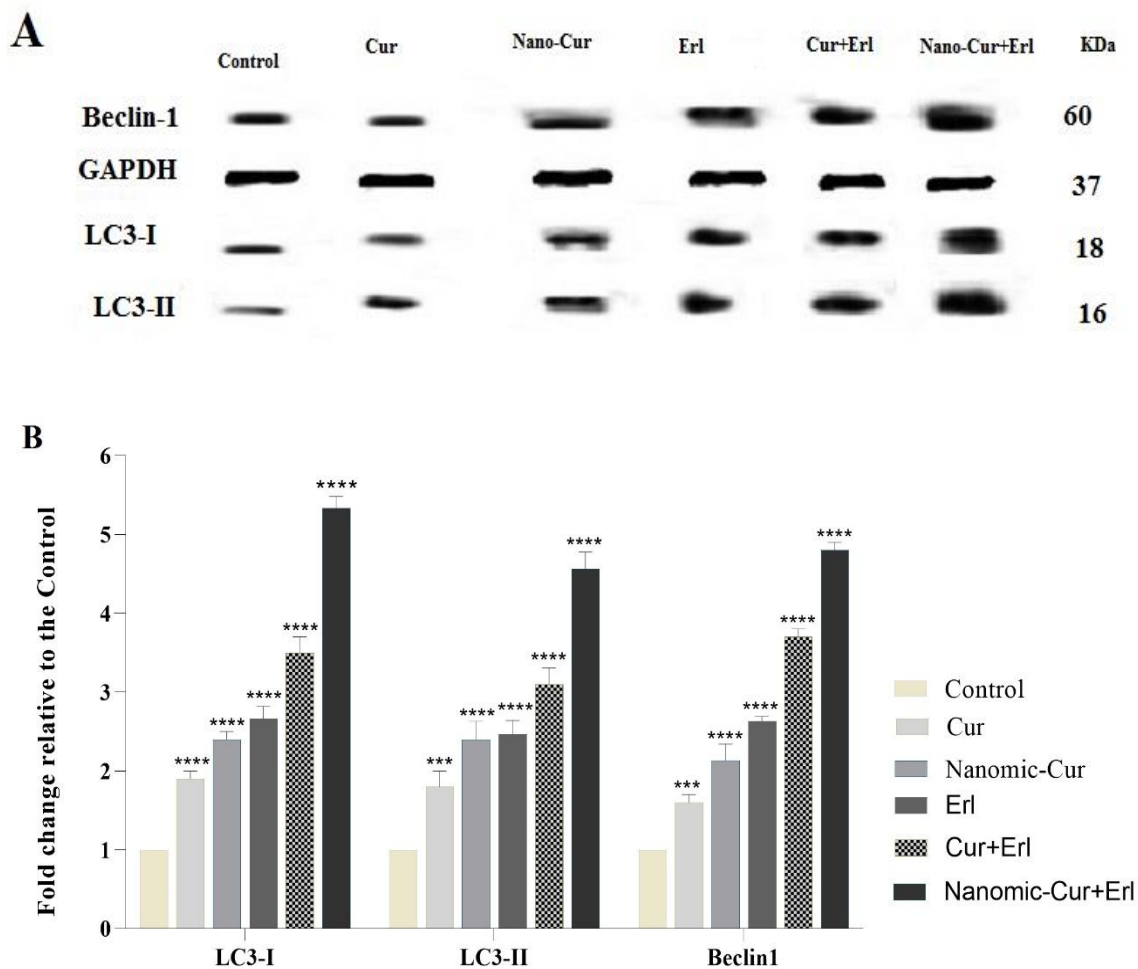 A
Control Cur Nano-Cur Erl Cur+Erl Nano-Cur+Erl KDa
Beclin-1 60
GAPDH 37
LC3-I 18
LC3-II 16
B
Fold change relative to the Control
6
5
4
3
2
1
0
**** **** **** **** ****
*** **** **** **** ****
*** **** **** **** ****
LC3-I LC3-II Beclin1
Control
Cur
Nanomic-Cur
Erl
Cur+Erl
Nanomic-Cur+Erl